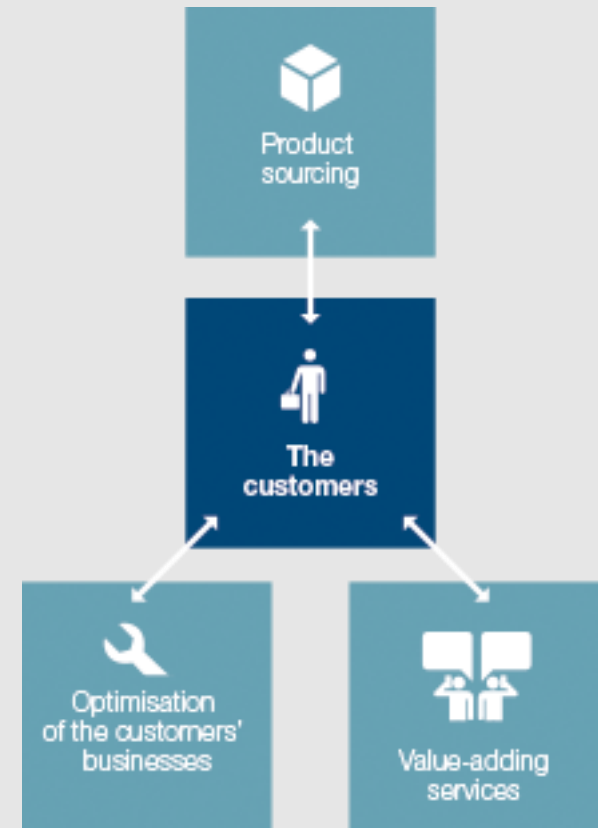 Product
sourcing
The
customers
Optimisation
of the customers'
businesses
Value-adding
services